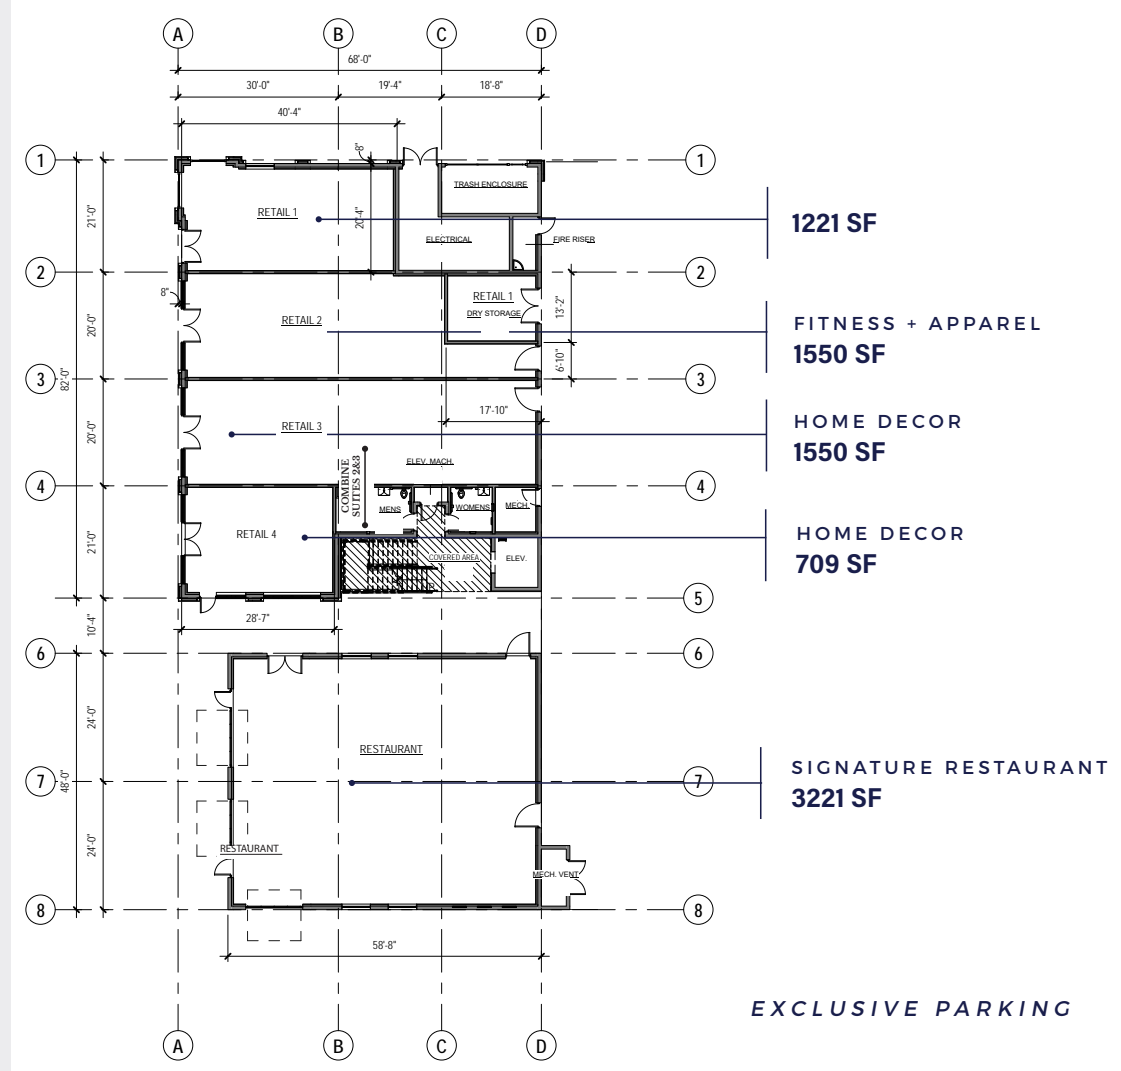 A B C D
68'-0"
30'-0" 19'-4" 18'-8"
40'-4"
8"
1 1
TRASH ENCLOSURE
21'-0"
RETAIL 1
20'-4"
1221 SF
ELECTRICAL
FIRE RISER
2 2
8"
RETAIL 1
DRY STORAGE
13'-2"
20'-0"
RETAIL 2
FITNESS + APPAREL
1550 SF
6'-10"
3 3
82'-0"
17'-10"
HOME DECOR
20'-0"
RETAIL 3
1550 SF
ELEV. MACH.
COMBINE
SUITES 2&3
4 4
MENS
WOMENS
MECH.
21'-0"
RETAIL 4
HOME DECOR
709 SF
COVERED AREA
ELEV.
5
28'-7"
10'-4"
6 6
24'-0"
RESTAURANT
SIGNATURE RESTAURANT
7 7
48'-0"
3221 SF
24'-0"
RESTAURANT
MECH. VENT
8 8
58'-8"
EXCLUSIVE PARKING
A B C D